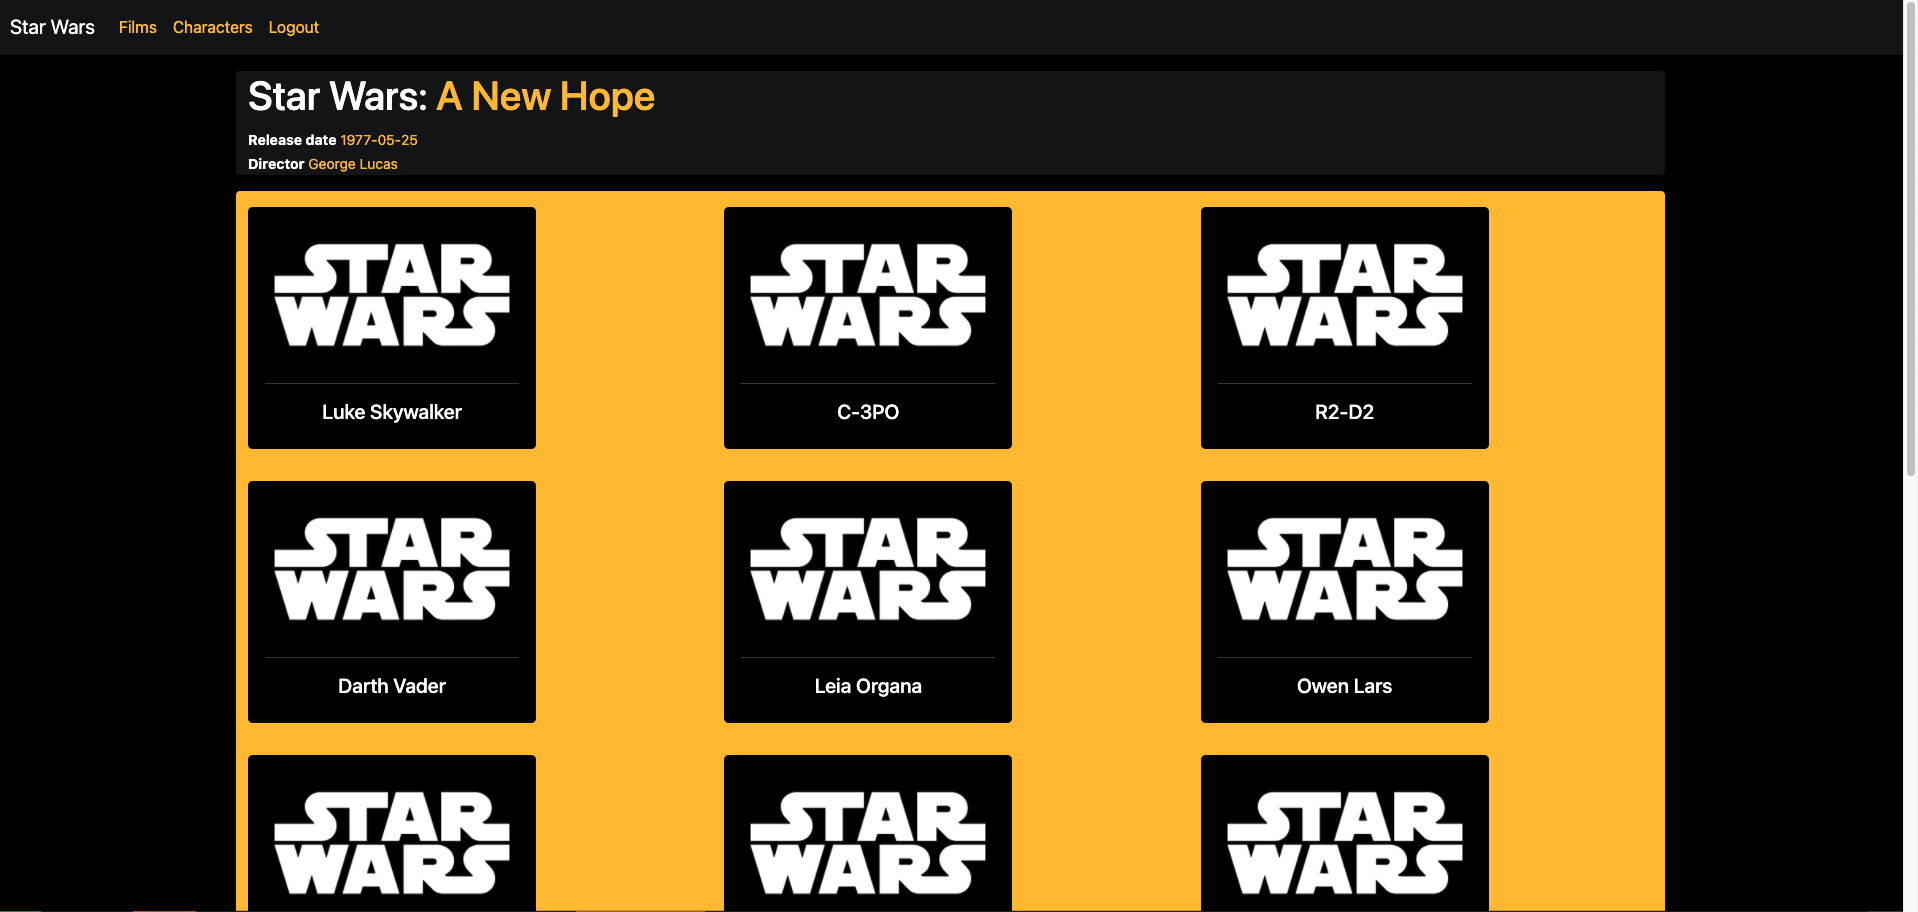 Star Wars Films Characters Logout
Star Wars: A New Hope
Release date 1977-05-25
Director George Lucas
STAR STAR STAR
WARS WARS WARS
Luke Skywalker C-3PO R2-D2
STAR STAR STAR
WARS WARS WARS
Darth Vader Leia Organa Owen Lars
STAR STAR STAR
WARS WARS WARS